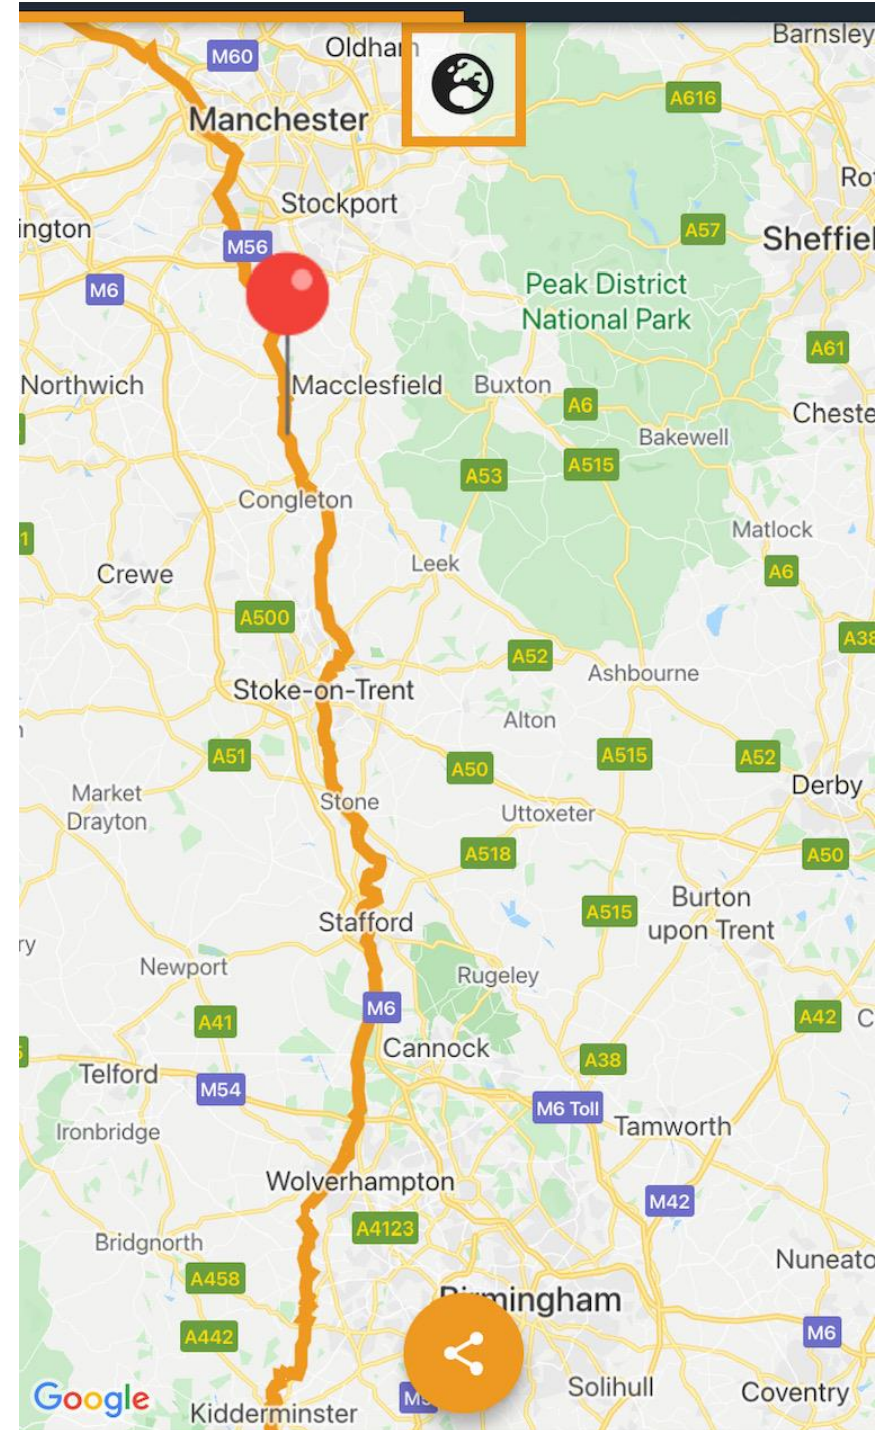 Barnsley
M60
Oldham
A616
Manchester
Stockport
ington
M56
A57
Sheffiel
M6
Peak District
National Park
A61
Northwich
Macclesfield
Buxton
A6
Cheste
Bakewell
A53
A515
Congleton
1
Matlock
Leek
Crewe
A6
A500
A38
A52
Stoke-on-Trent
Ashbourne
Alton
A51
A50
A515
A52
Derby
Market
Drayton
Stone
Uttoxeter
A518
A50
Burton
upon Trent
A515
Stafford
ry
Newport
Rugeley
M6
A41
A42
C
Cannock
A38
Telford
M54
M6 Toll
Tamworth
Ironbridge
Wolverhampton
M42
A4123
Bridgnorth
A458
Nuneato
Birmingham
A442
M6
Google
Solihull
Coventry
Kidderminster